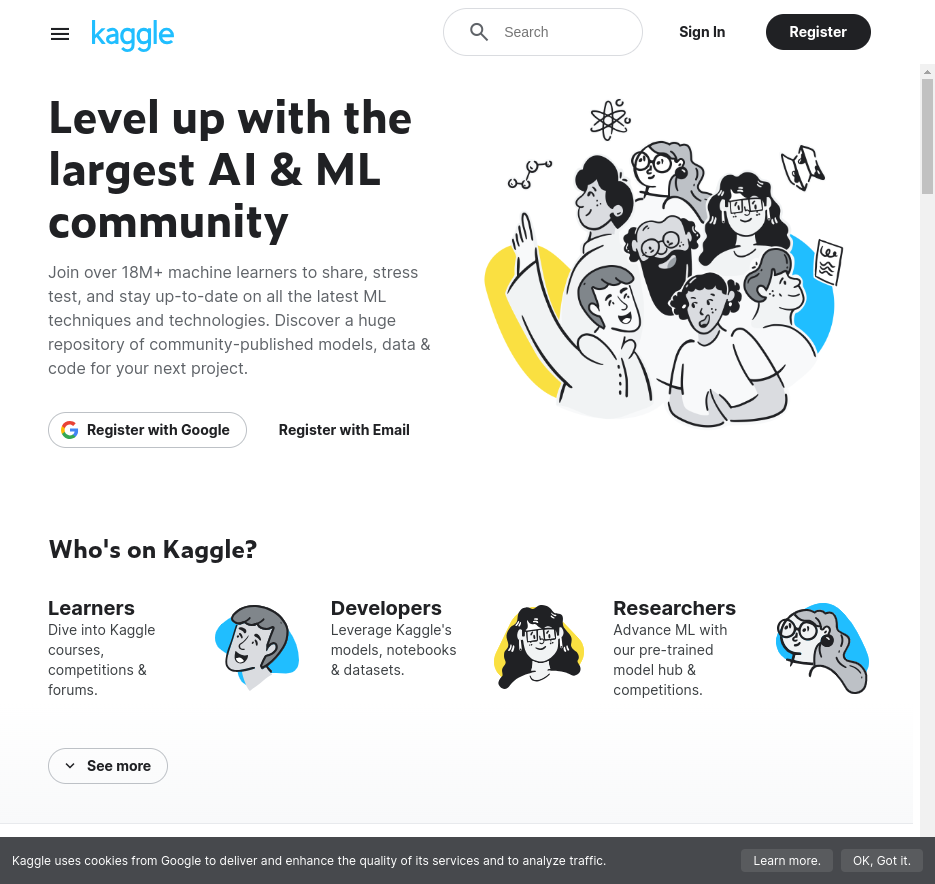 kaggle
Search
Sign In
Register
Level up with the
largest AI & ML
community
Join over 18M+ machine learners to share, stress
test, and stay up-to-date on all the latest ML
techniques and technologies. Discover a huge
repository of community-published models, data &
code for your next project.
Register with Google
Register with Email
Who's on Kaggle?
Learners
Dive into Kaggle
courses,
competitions &
forums.
Developers
Leverage Kaggle's
models, notebooks
& datasets.
Researchers
Advance ML with
our pre-trained
model hub &
competitions.
See more
Kaggle uses cookies from Google to deliver and enhance the quality of its services and to analyze traffic.
Learn more.
OK, Got it.